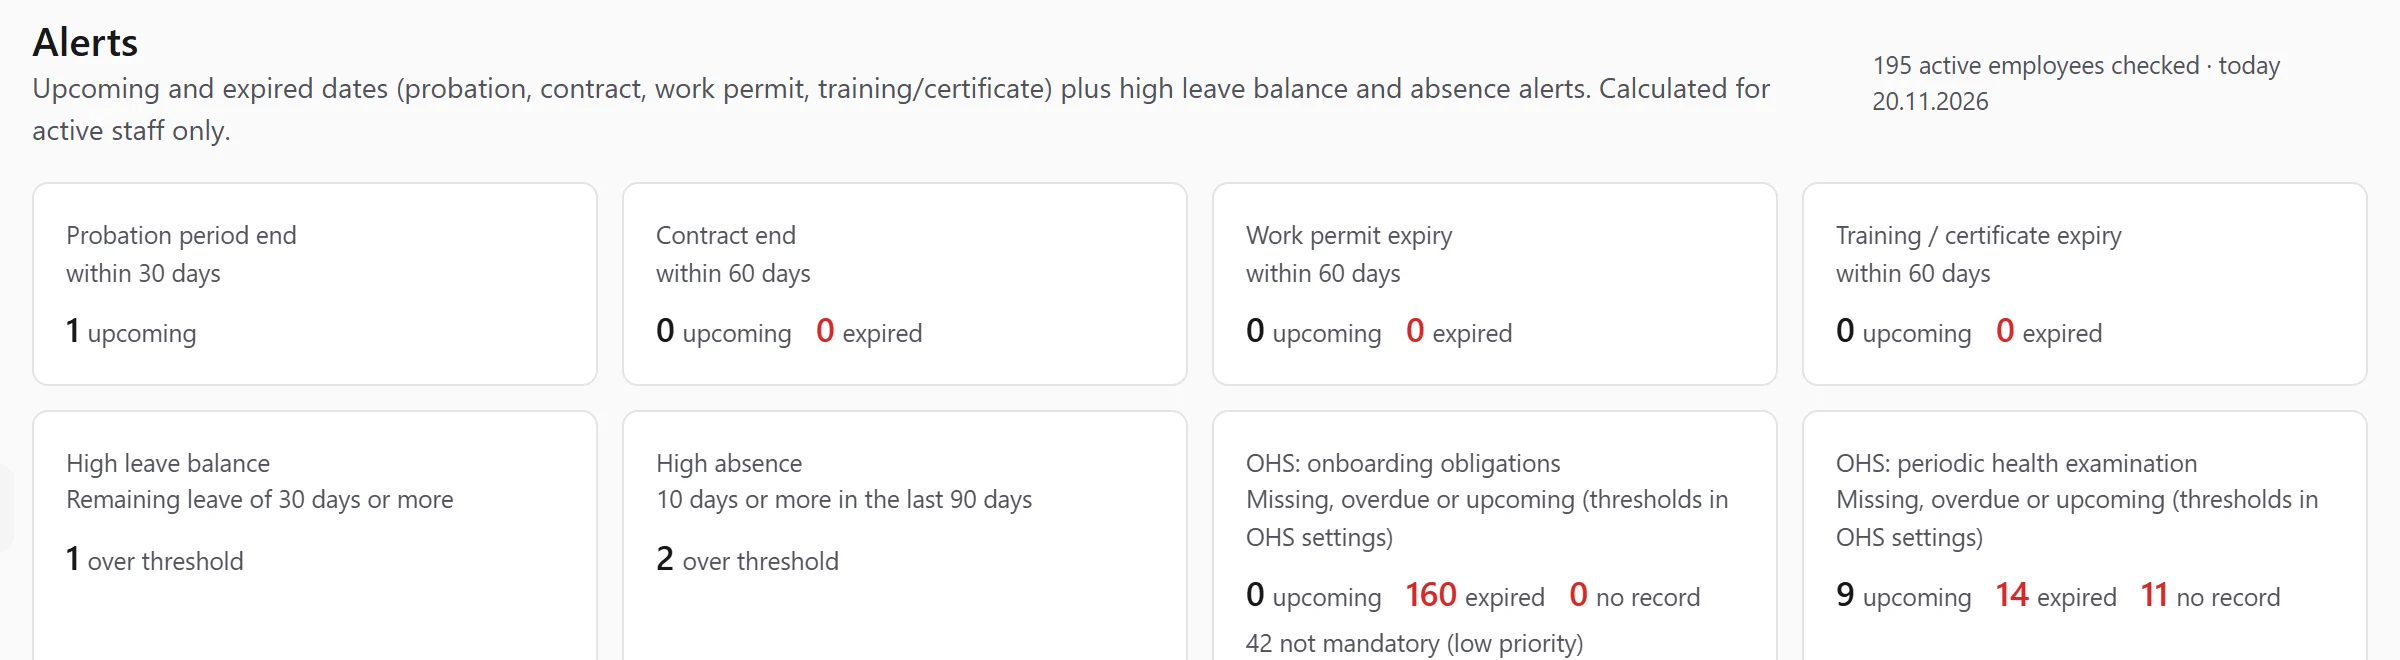 Alerts
Upcoming and expired dates (probation, contract, work permit, training/certificate) plus high leave balance and absence alerts. Calculated for
active staff only.
195 active employees checked · today
20.11.2026
Probation period end
within 30 days
1 upcoming
Contract end
within 60 days
0 upcoming 0 expired
Work permit expiry
within 60 days
0 upcoming 0 expired
Training / certificate expiry
within 60 days
0 upcoming 0 expired
High leave balance
Remaining leave of 30 days or more
1 over threshold
High absence
10 days or more in the last 90 days
2 over threshold
OHS: onboarding obligations
Missing, overdue or upcoming (thresholds in
OHS settings)
0 upcoming 160 expired 0 no record
42 not mandatory (low priority)
OHS: periodic health examination
Missing, overdue or upcoming (thresholds in
OHS settings)
9 upcoming 14 expired 11 no record